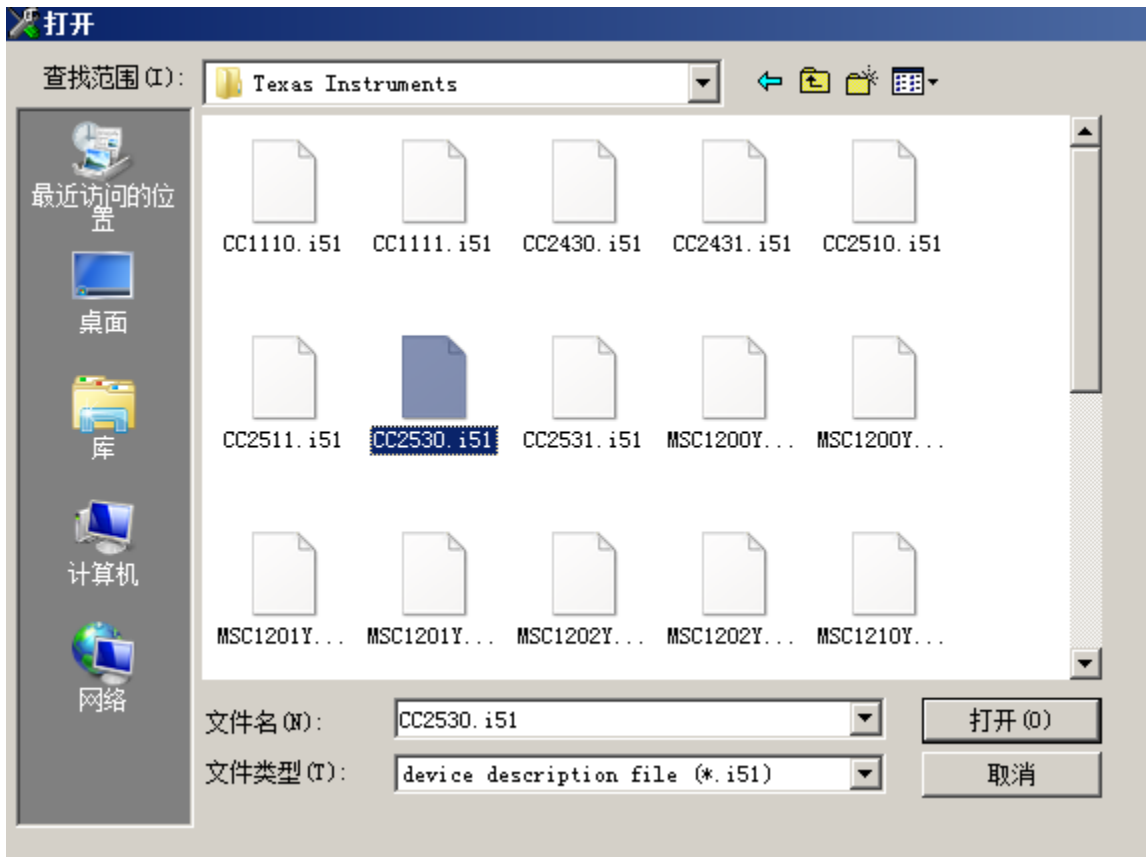 打开
查找范围(I):
Texas Instruments
最近访问的位
置
桌面
库
计算机
网络
CC1110.i51 CC1111.i51 CC2430.i51 CC2431.i51 CC2510.i51
CC2511.i51 CC2530.i51 CC2531.i51 MSC1200Y... MSC1200Y...
MSC1201Y... MSC1201Y... MSC1202Y... MSC1202Y... MSC1210Y...
文件名(N):
CC2530.i51
打开(O)
文件类型(T):
device description file (*.i51)
取消